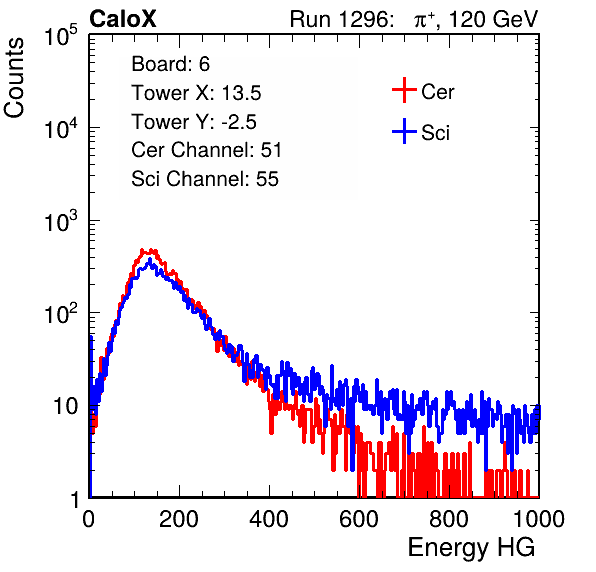 CaloX Run 1296: π⁺, 120 GeV
Counts
10⁵
10⁴
10³
10²
10
1
Board: 6
Tower X: 13.5
Tower Y: -2.5
Cer Channel: 51
Sci Channel: 55
Cer
Sci
0 200 400 600 800 1000
Energy HG